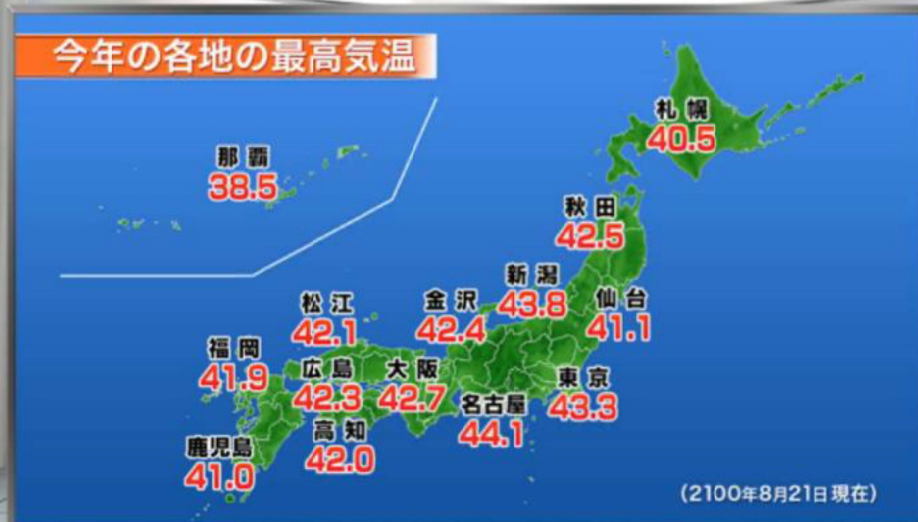 今年の各地の最高気温
札幌
40.5
那覇
38.5
秋田
42.5
新潟
43.8
仙台
41.1
金沢
42.4
松江
42.1
福岡
41.9
広島
42.3
大阪
42.7
東京
43.3
名古屋
44.1
高知
42.0
鹿児島
41.0
(2100年8月21日現在)